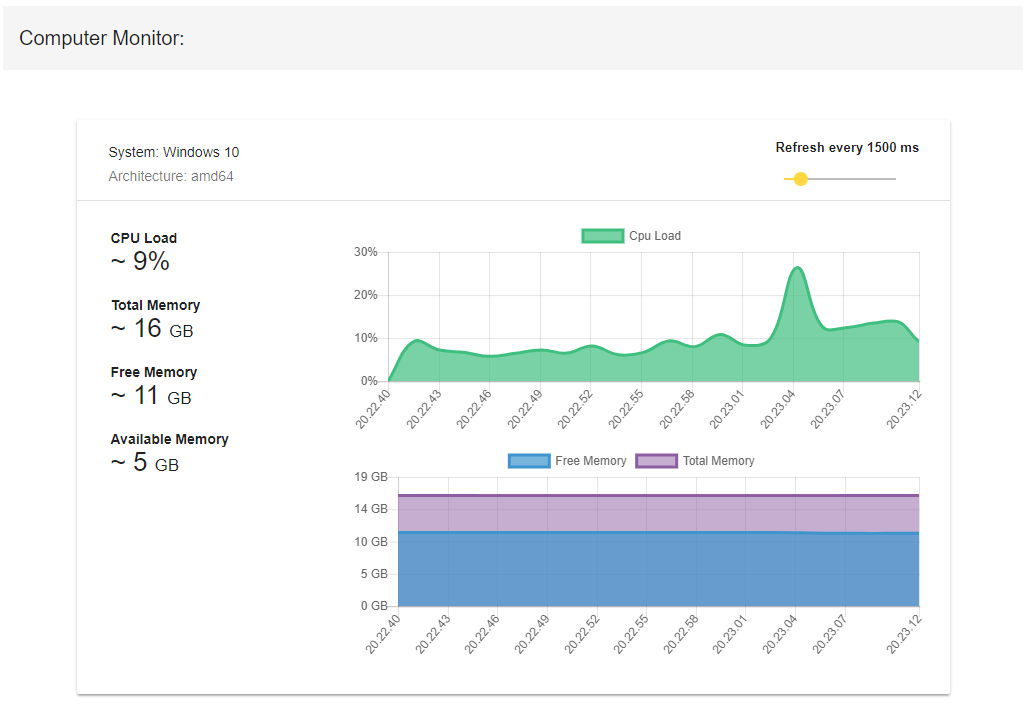 Computer Monitor:
System: Windows 10
Architecture: amd64
Refresh every 1500 ms
CPU Load
~ 9%
Total Memory
~ 16 GB
Free Memory
~ 11 GB
Available Memory
~ 5 GB
Cpu Load
30%
20%
10%
0%
20.22.40 20.22.43 20.22.46 20.22.49 20.22.52 20.22.55 20.22.58 20.23.01 20.23.04 20.23.07 20.23.12
Free Memory Total Memory
19 GB
14 GB
10 GB
5 GB
0 GB
20.22.40 20.22.43 20.22.46 20.22.49 20.22.52 20.22.55 20.22.58 20.23.01 20.23.04 20.23.07 20.23.12